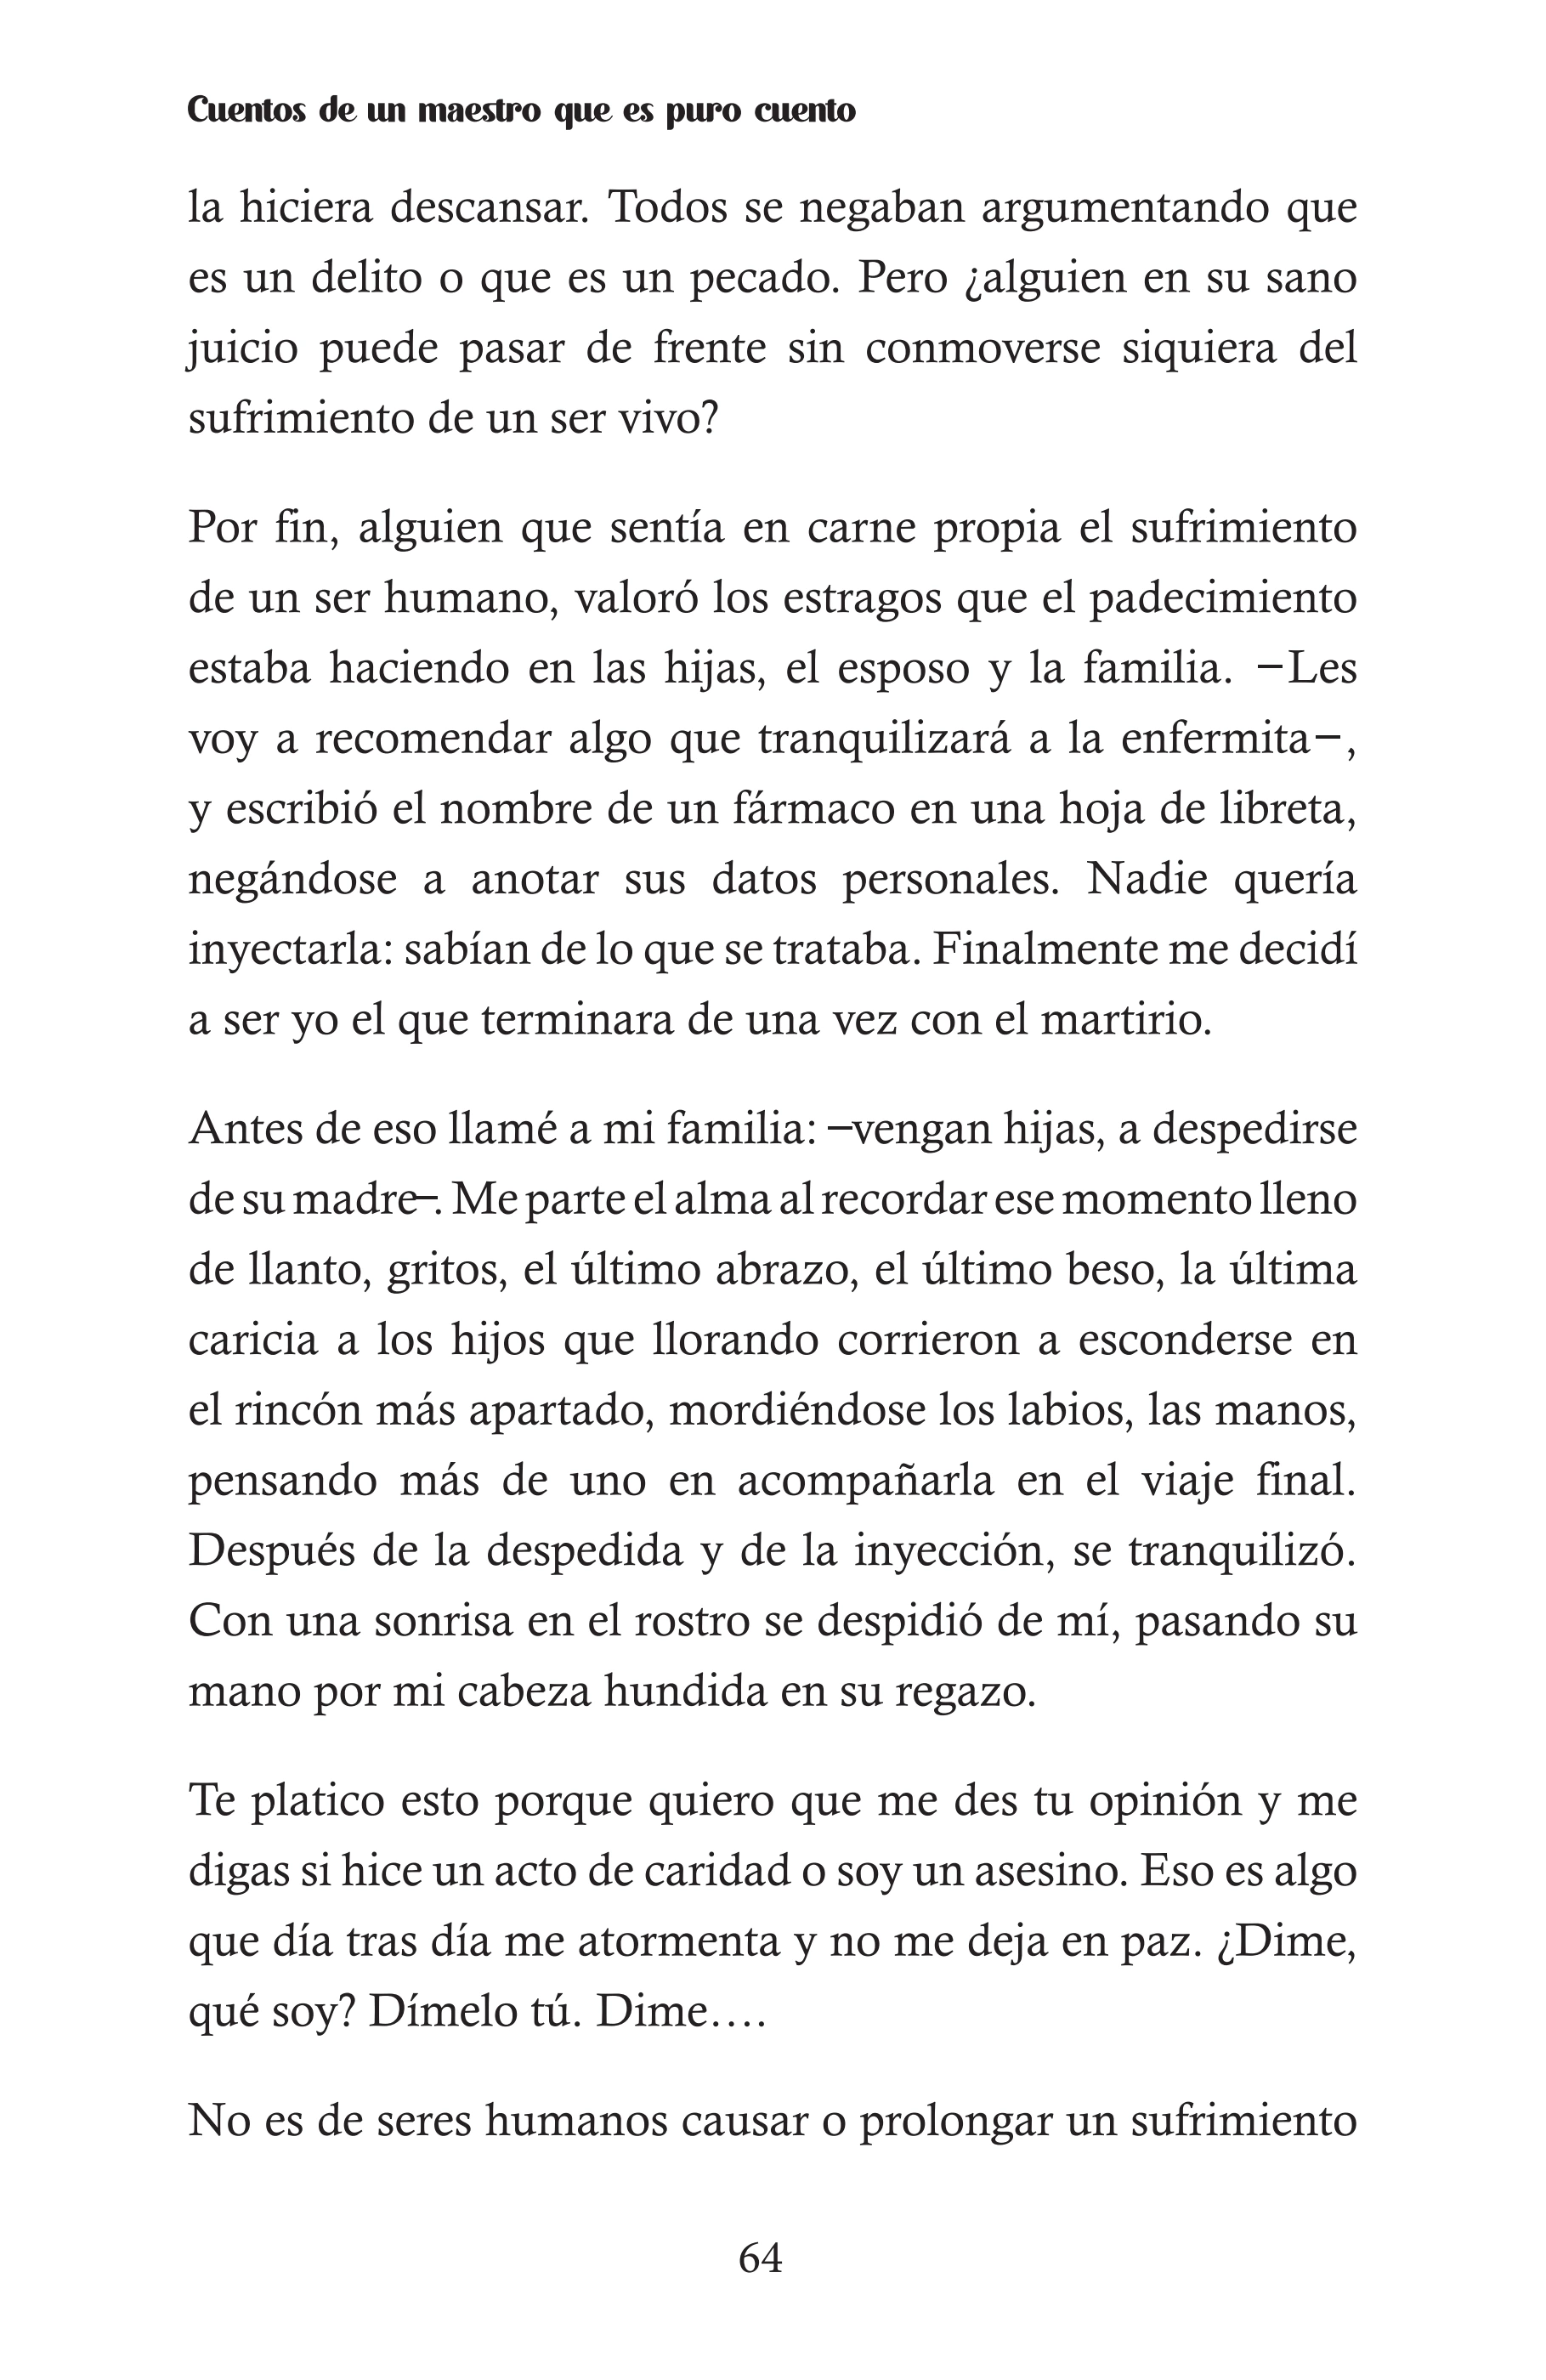 Cuentos de un maestro que es puro cuento
la hiciera descansar. Todos se negaban argumentando que
es un delito o que es un pecado. Pero ¿alguien en su sano
juicio puede pasar de frente sin conmoverse siquiera del
sufrimiento de un ser vivo?
Por fin, alguien que sentía en carne propia el sufrimiento
de un ser humano, valoró los estragos que el padecimiento
estaba haciendo en las hijas, el esposo y la familia. –Les
voy a recomendar algo que tranquilizará a la enfermita–,
y escribió el nombre de un fármaco en una hoja de libreta,
negándose a anotar sus datos personales. Nadie quería
inyectarla: sabían de lo que se trataba. Finalmente me decidí
a ser yo el que terminara de una vez con el martirio.
Antes de eso llamé a mi familia: –vengan hijas, a despedirse
de su madre–. Me parte el alma al recordar ese momento lleno
de llanto, gritos, el último abrazo, el último beso, la última
caricia a los hijos que llorando corrieron a esconderse en
el rincón más apartado, mordiéndose los labios, las manos,
pensando más de uno en acompañarla en el viaje final.
Después de la despedida y de la inyección, se tranquilizó.
Con una sonrisa en el rostro se despidió de mí, pasando su
mano por mi cabeza hundida en su regazo.
Te platico esto porque quiero que me des tu opinión y me
digas si hice un acto de caridad o soy un asesino. Eso es algo
que día tras día me atormenta y no me deja en paz. ¿Dime,
qué soy? Dímelo tú. Dime….
No es de seres humanos causar o prolongar un sufrimiento
64